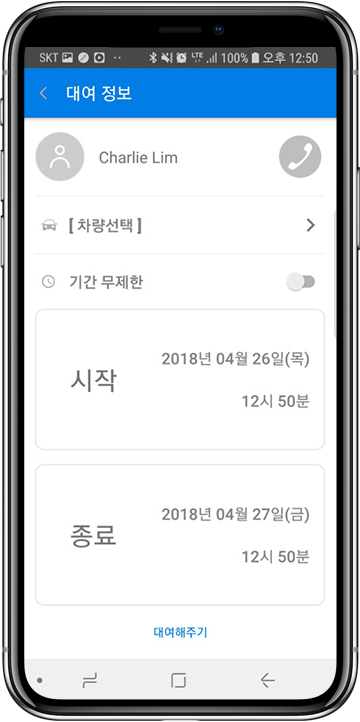 SKT LTE 100% 오후 12:50
대여 정보
Charlie Lim
[ 차량선택 ]
기간 무제한
시작
2018년 04월 26일(목)
12시 50분
종료
2018년 04월 27일(금)
12시 50분
대여해주기